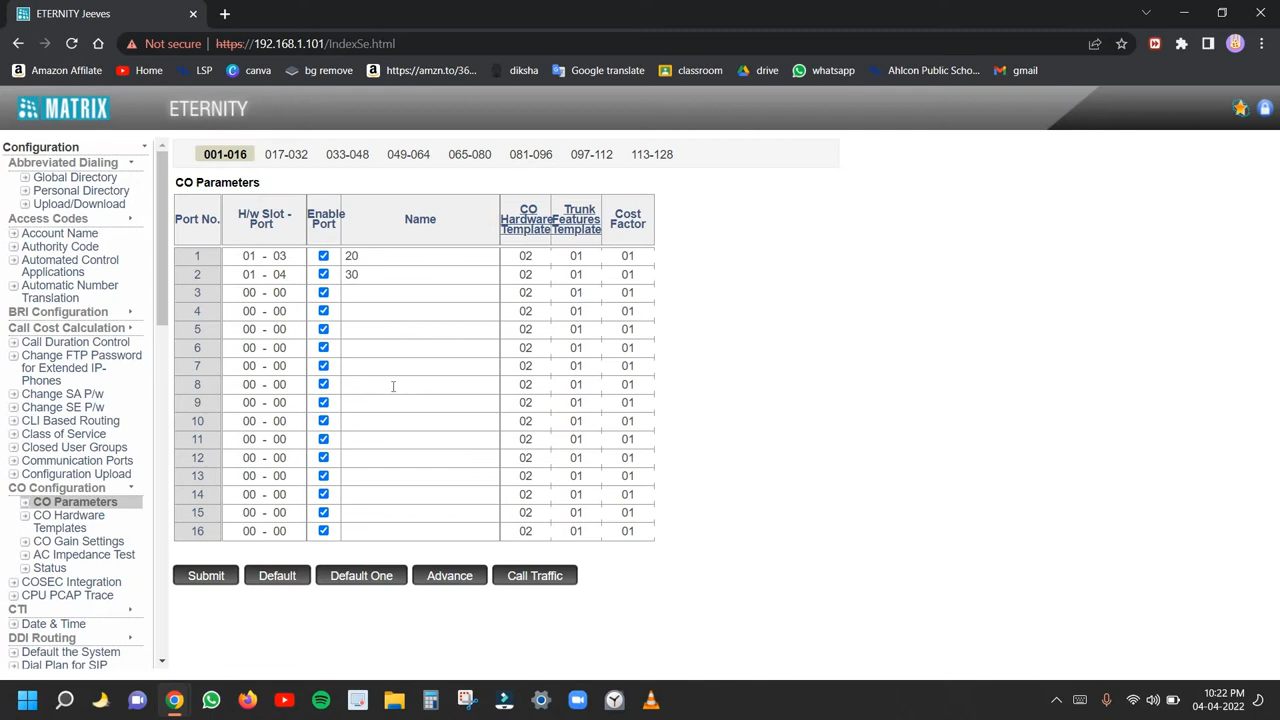 ETERNITY Jeeves
Not secure
https://192.168.1.101/IndexSe.html
Amazon Affilate
Home
LSP
canva
bg remove
https://amzn.to/36...
diksha
Google translate
classroom
drive
whatsapp
Ahlcon Public Scho...
gmail
MATRIX
ETERNITY
Configuration
Abbreviated Dialing
Global Directory
Personal Directory
Upload/Download
Access Codes
Account Name
Authority Code
Automated Control
Applications
Automatic Number
Translation
BRI Configuration
Call Cost Calculation
Call Duration Control
Change FTP Password
for Extended IP-
Phones
Change SA P/w
Change SE P/w
CLI Based Routing
Class of Service
Closed User Groups
Communication Ports
Configuration Upload
CO Configuration
CO Parameters
CO Hardware
Templates
CO Gain Settings
AC Impedance Test
Status
COSEC Integration
CPU PCAP Trace
CTI
Date & Time
DDI Routing
Default the System
Dial Plan for SIP
001-016 017-032 033-048 049-064 065-080 081-096 097-112 113-128
CO Parameters
Port No.
H/w Slot -
Port
Enable
Port
Name
CO
Hardware
Template
Trunk
Features
Template
Cost
Factor
1 01 - 03 20 02 01 01
2 01 - 04 30 02 01 01
3 00 - 00 02 01 01
4 00 - 00 02 01 01
5 00 - 00 02 01 01
6 00 - 00 02 01 01
7 00 - 00 02 01 01
8 00 - 00 02 01 01
9 00 - 00 02 01 01
10 00 - 00 02 01 01
11 00 - 00 02 01 01
12 00 - 00 02 01 01
13 00 - 00 02 01 01
14 00 - 00 02 01 01
15 00 - 00 02 01 01
16 00 - 00 02 01 01
Submit Default Default One Advance Call Traffic
10:22 PM
04-04-2022